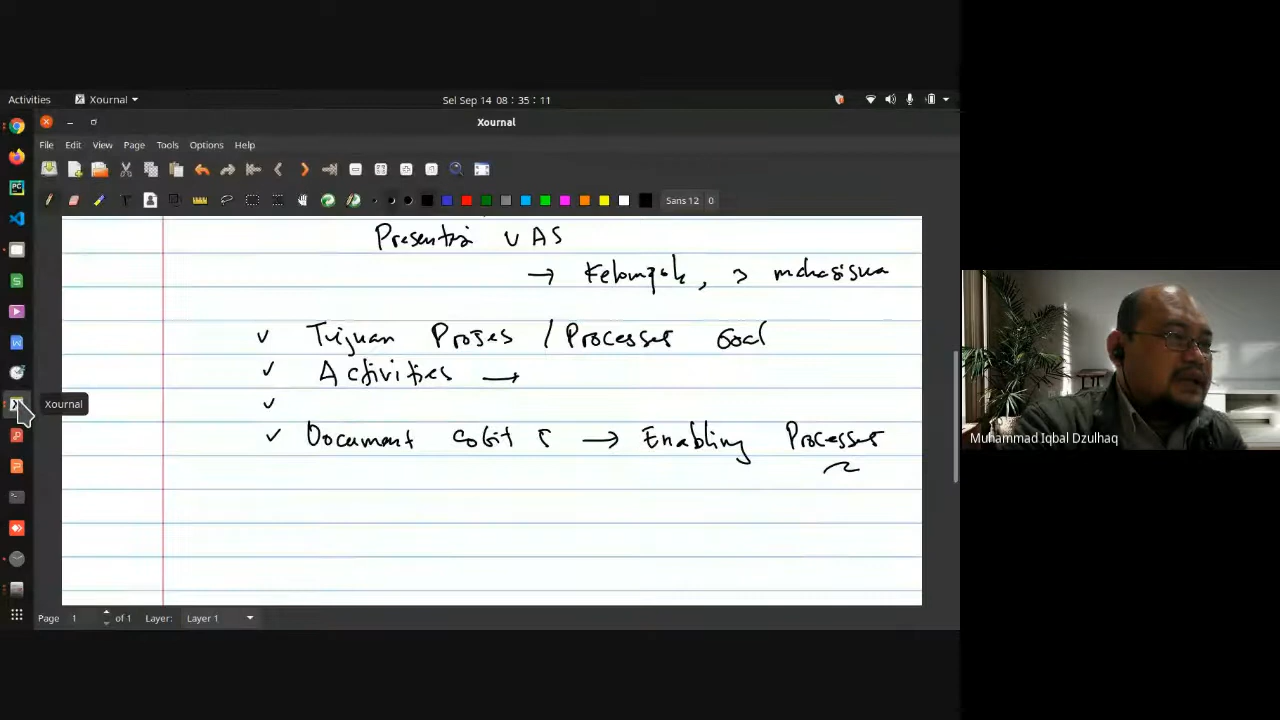 Activities Xournal Sel Sep 14 08:35:11
Xournal
File Edit View Page Tools Options Help
Sans 12 0
Presentasi UAS
→ Kelompok, 3 mahasiswa
✓ Tujuan Proses / Processes Goal
✓ Activities →
Xournal
✓
✓ Document Cobit 5 → Enabling Processes
Muhammad Iqbal Dzulhaq
Page 1 of 1 Layer: Layer 1